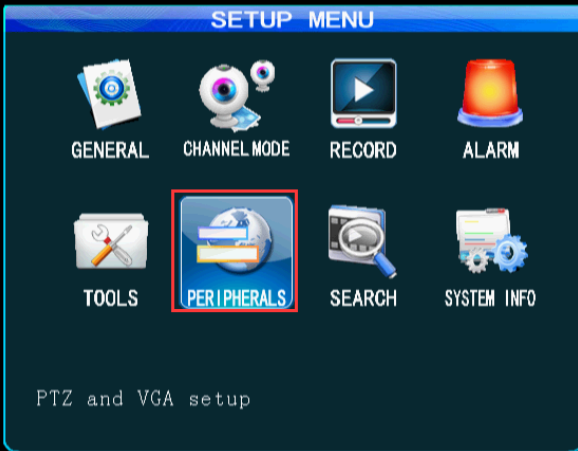 SETUP MENU
GENERAL CHANNEL MODE RECORD ALARM
TOOLS PERIPHERALS SEARCH SYSTEM INFO
PTZ and VGA setup